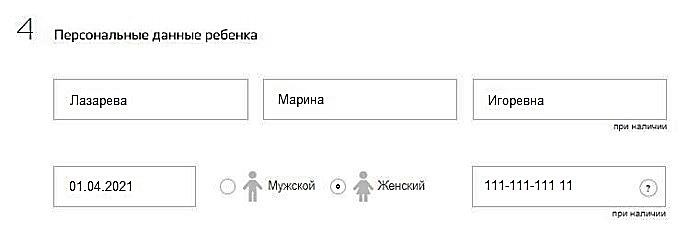 4 Персональные данные ребенка
Лазарева Марина Игоревна
при наличии
01.04.2021 Мужской Женский 111-111-111 11 ?
при наличии